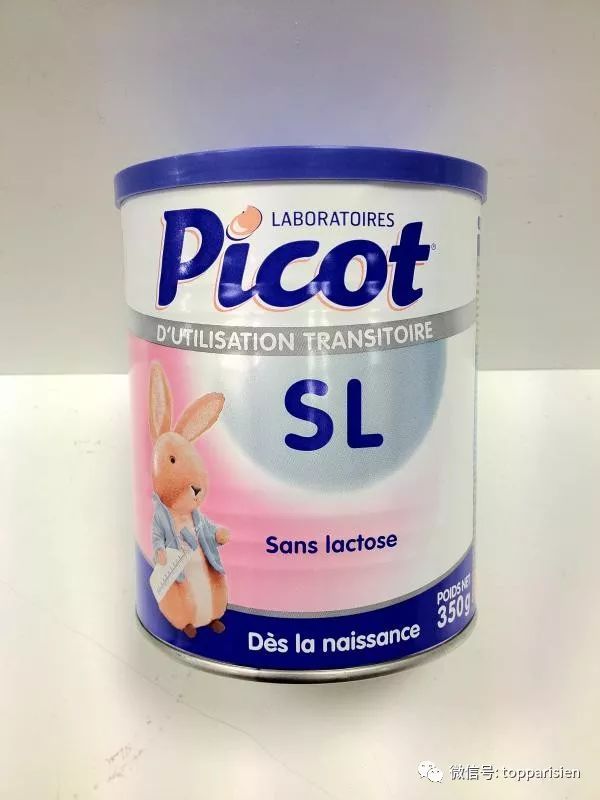 LABORATOIRES
Picot®
D'UTILISATION TRANSITOIRE
SL
Sans lactose
POIDS NET
350g
Dès la naissance
微信号: topparisien